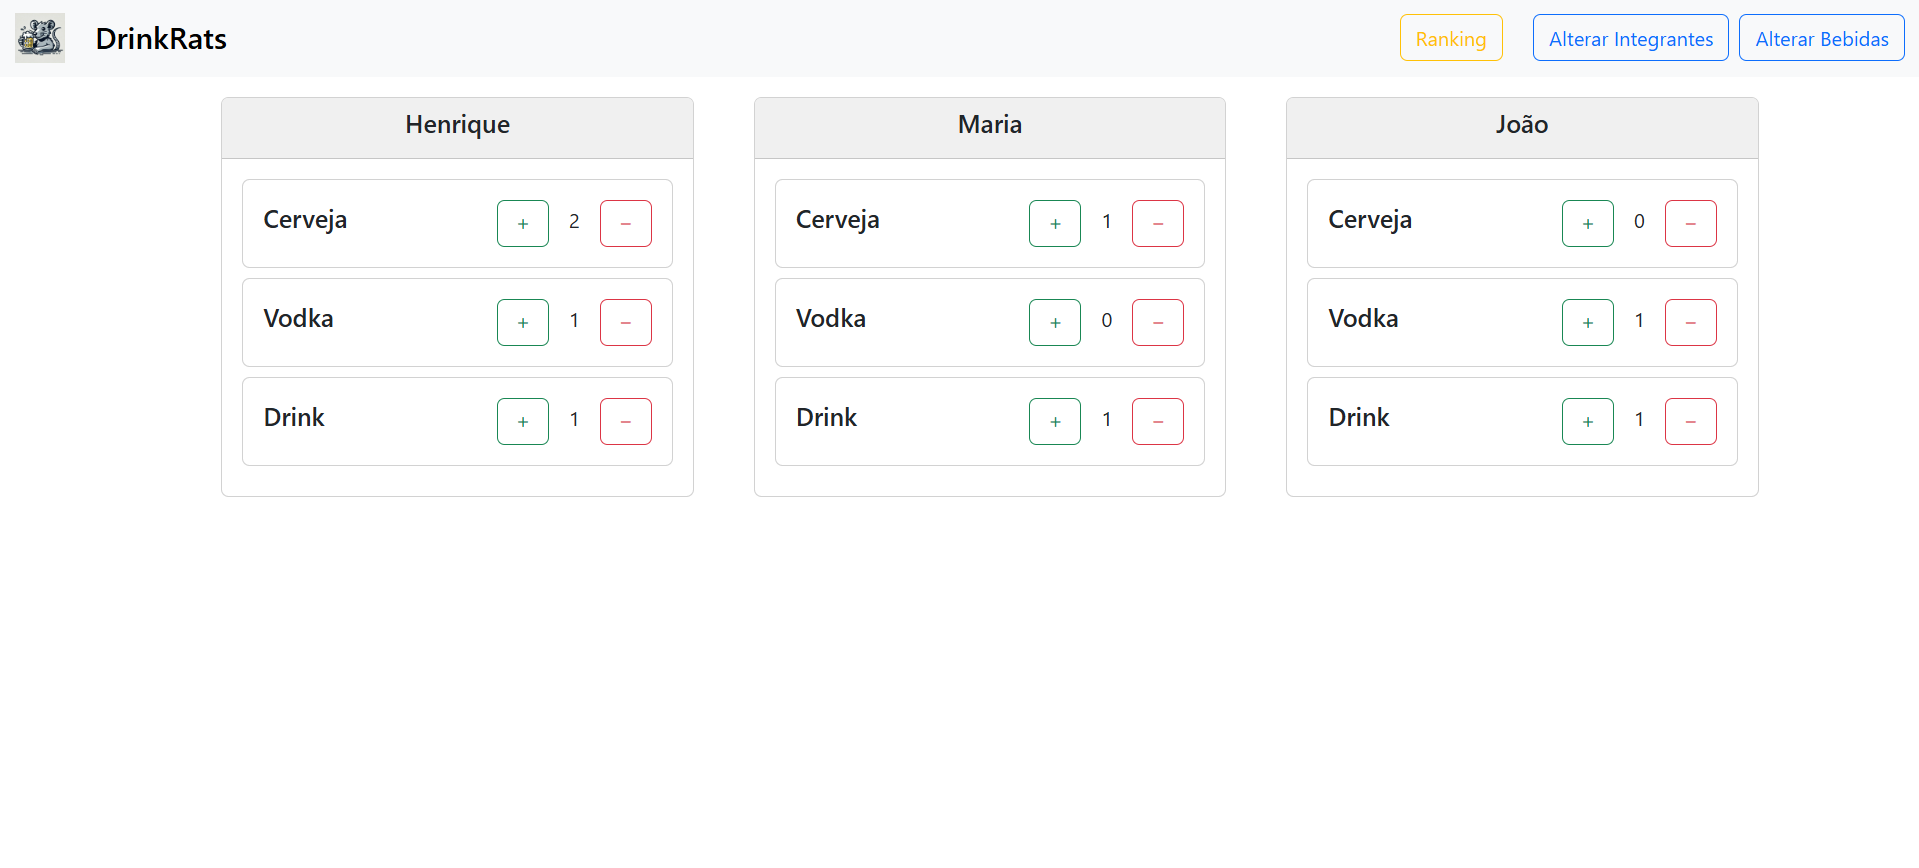 DrinkRats
Ranking
Alterar Integrantes
Alterar Bebidas
Henrique
Cerveja + 2 −
Vodka + 1 −
Drink + 1 −
Maria
Cerveja + 1 −
Vodka + 0 −
Drink + 1 −
João
Cerveja + 0 −
Vodka + 1 −
Drink + 1 −